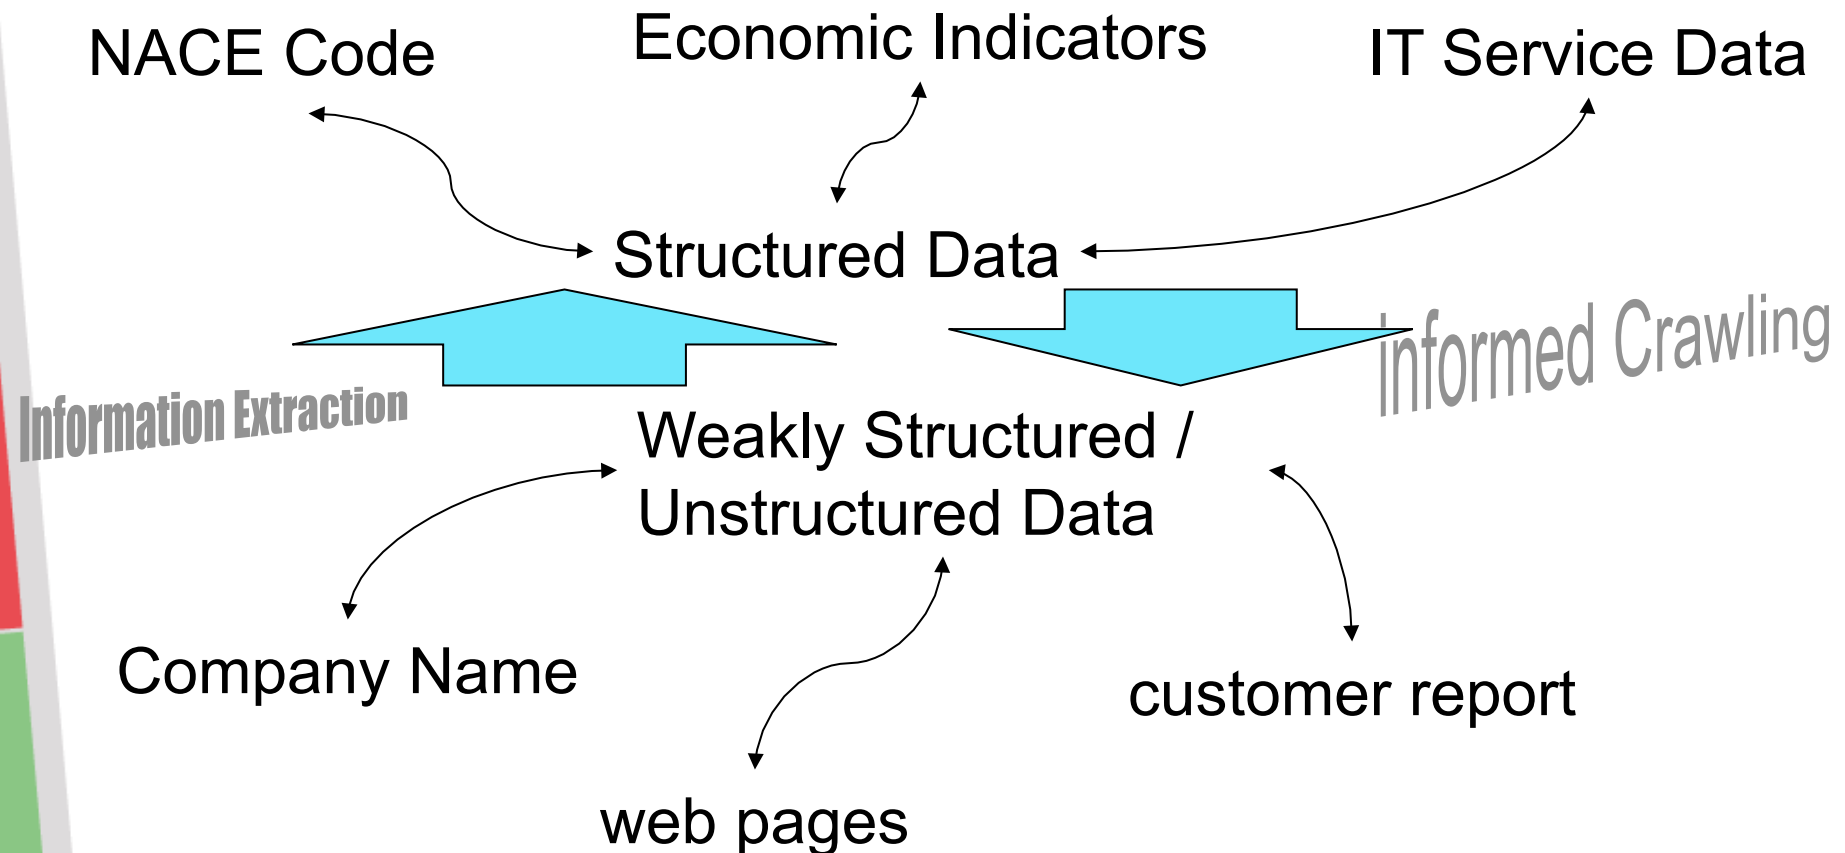 NACE Code
Economic Indicators
IT Service Data
Structured Data
informed Crawling
Information Extraction
Weakly Structured /
Unstructured Data
Company Name
customer report
web pages